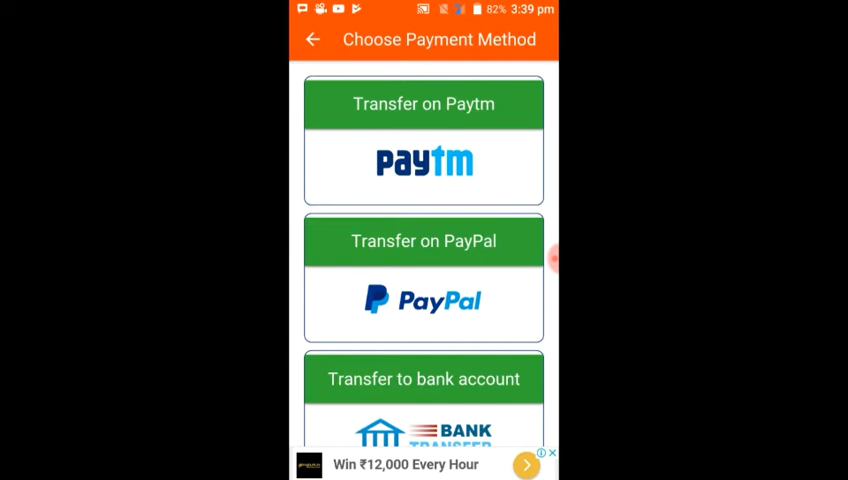 82% 3:39 pm
Choose Payment Method
Transfer on Paytm
paytm
Transfer on PayPal
PayPal
Transfer to bank account
BANK
TRANSFER
Win ₹12,000 Every Hour